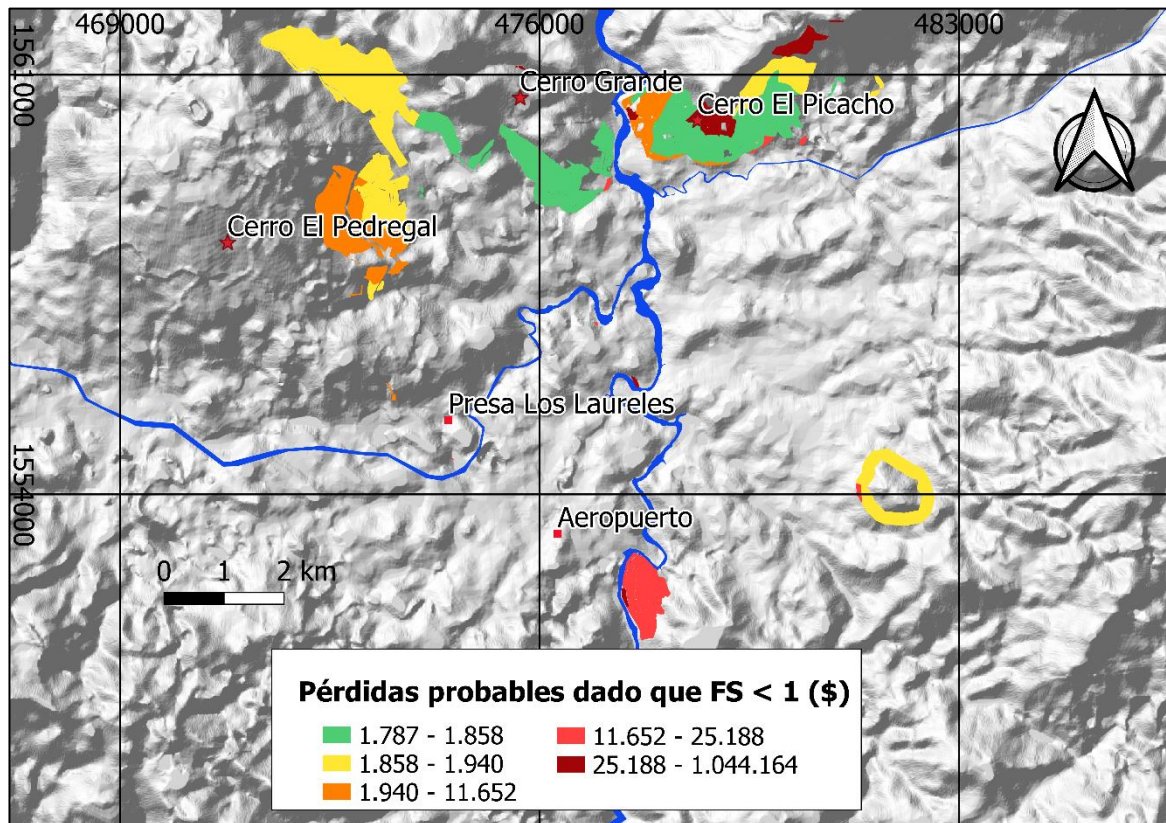 469000
476000
483000
1561000
Cerro Grande
Cerro El Picacho
Cerro El Pedregal
Presa Los Laureles
1554000
Aeropuerto
0 1 2 km
Pérdidas probables dado que FS < 1 ($)
1.787 - 1.858
11.652 - 25.188
1.858 - 1.940
25.188 - 1.044.164
1.940 - 11.652